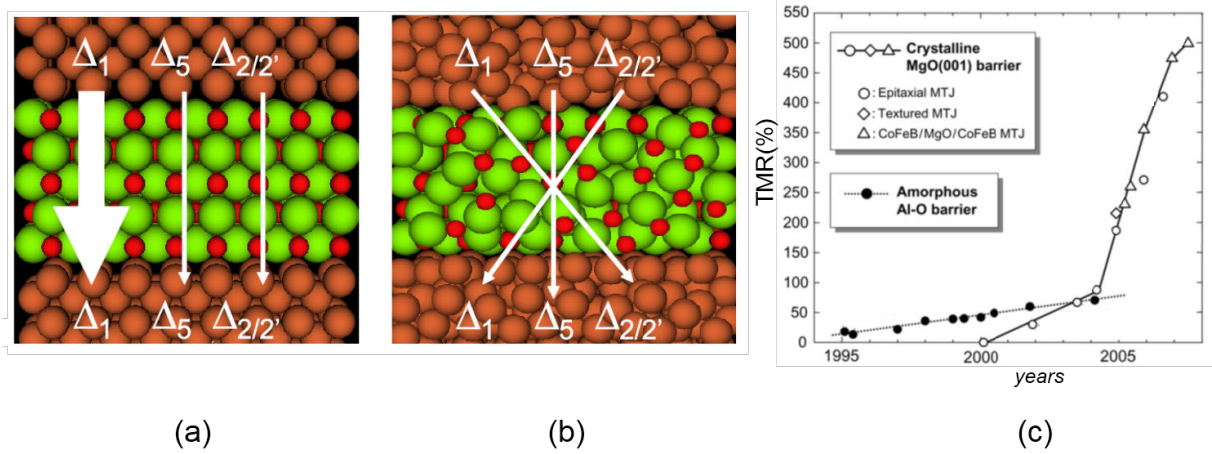 Δ1 Δ5 Δ2/2'
Δ1 Δ5 Δ2/2'
(a)
Δ1 Δ5 Δ2/2'
Δ1 Δ5 Δ2/2'
(b)
TMR(%)
550
500
450
400
350
300
250
200
150
100
50
0
Crystalline
MgO(001) barrier
: Epitaxial MTJ
: Textured MTJ
: CoFeB/MgO/CoFeB MTJ
Amorphous
Al-O barrier
1995 2000 2005
years
(c)